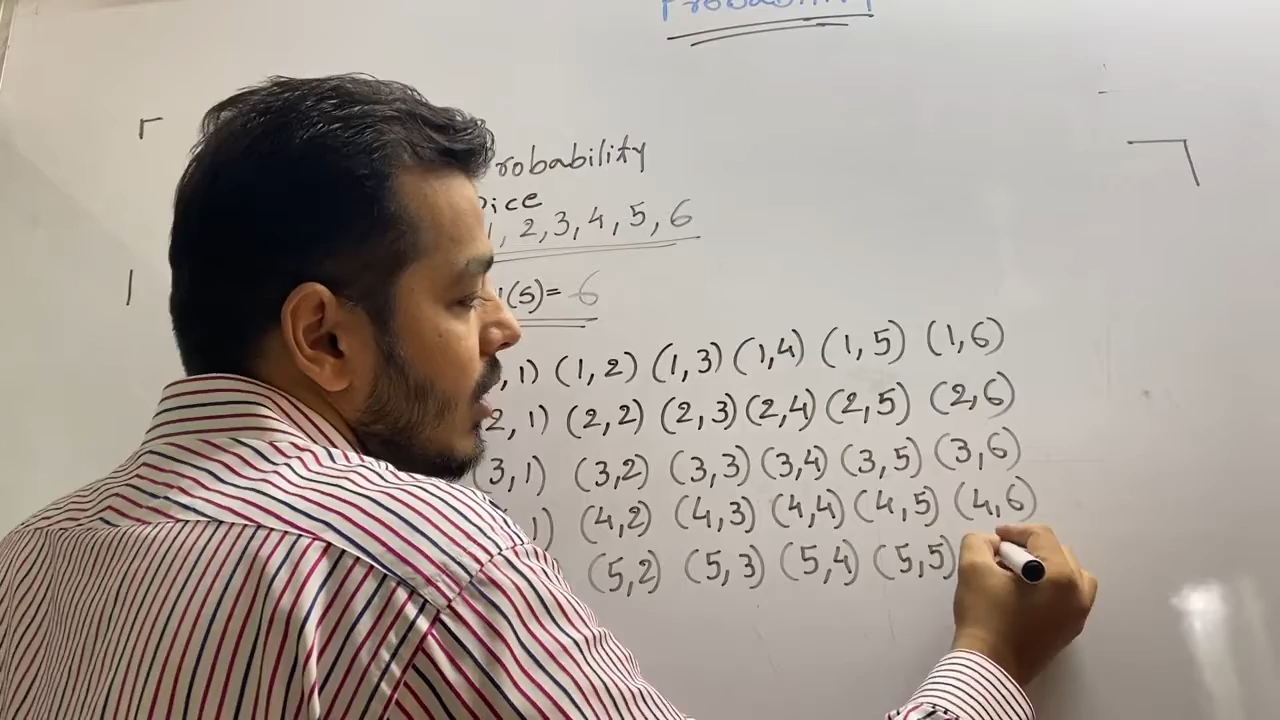 Probability
robability
Dice
1, 2, 3, 4, 5, 6
(5)= 6
, 1) (1, 2) (1, 3) (1, 4) (1, 5) (1, 6)
2, 1) (2, 2) (2, 3) (2, 4) (2, 5) (2, 6)
(3, 1) (3, 2) (3, 3) (3, 4) (3, 5) (3, 6)
1) (4, 2) (4, 3) (4, 4) (4, 5) (4, 6)
(5, 2) (5, 3) (5, 4) (5, 5)